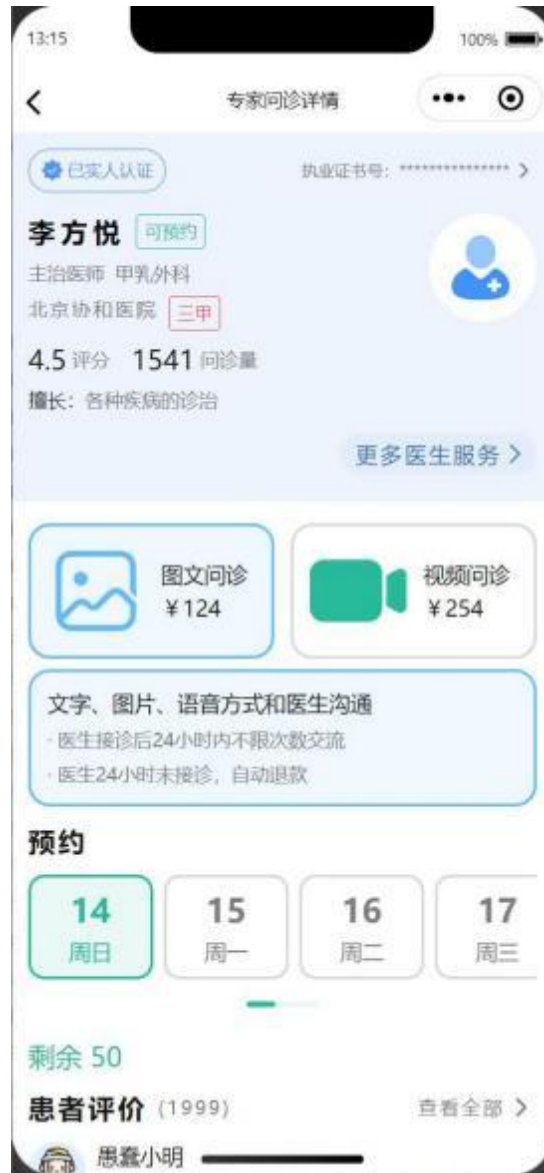 13:15 100%
专家问诊详情
已实人认证 执业证书号: *************** >
李方悦 可预约
主治医师 甲乳外科
北京协和医院 三甲
4.5 评分 1541 问诊量
擅长: 各种疾病的诊治
更多医生服务 >
图文问诊 视频问诊
¥124 ¥254
文字、图片、语音方式和医生沟通
· 医生接诊后24小时内不限次数交流
· 医生24小时未接诊，自动退款
预约
14 15 16 17
周日 周一 周二 周三
剩余 50
患者评价 (1999) 查看全部 >
愚蠢小明